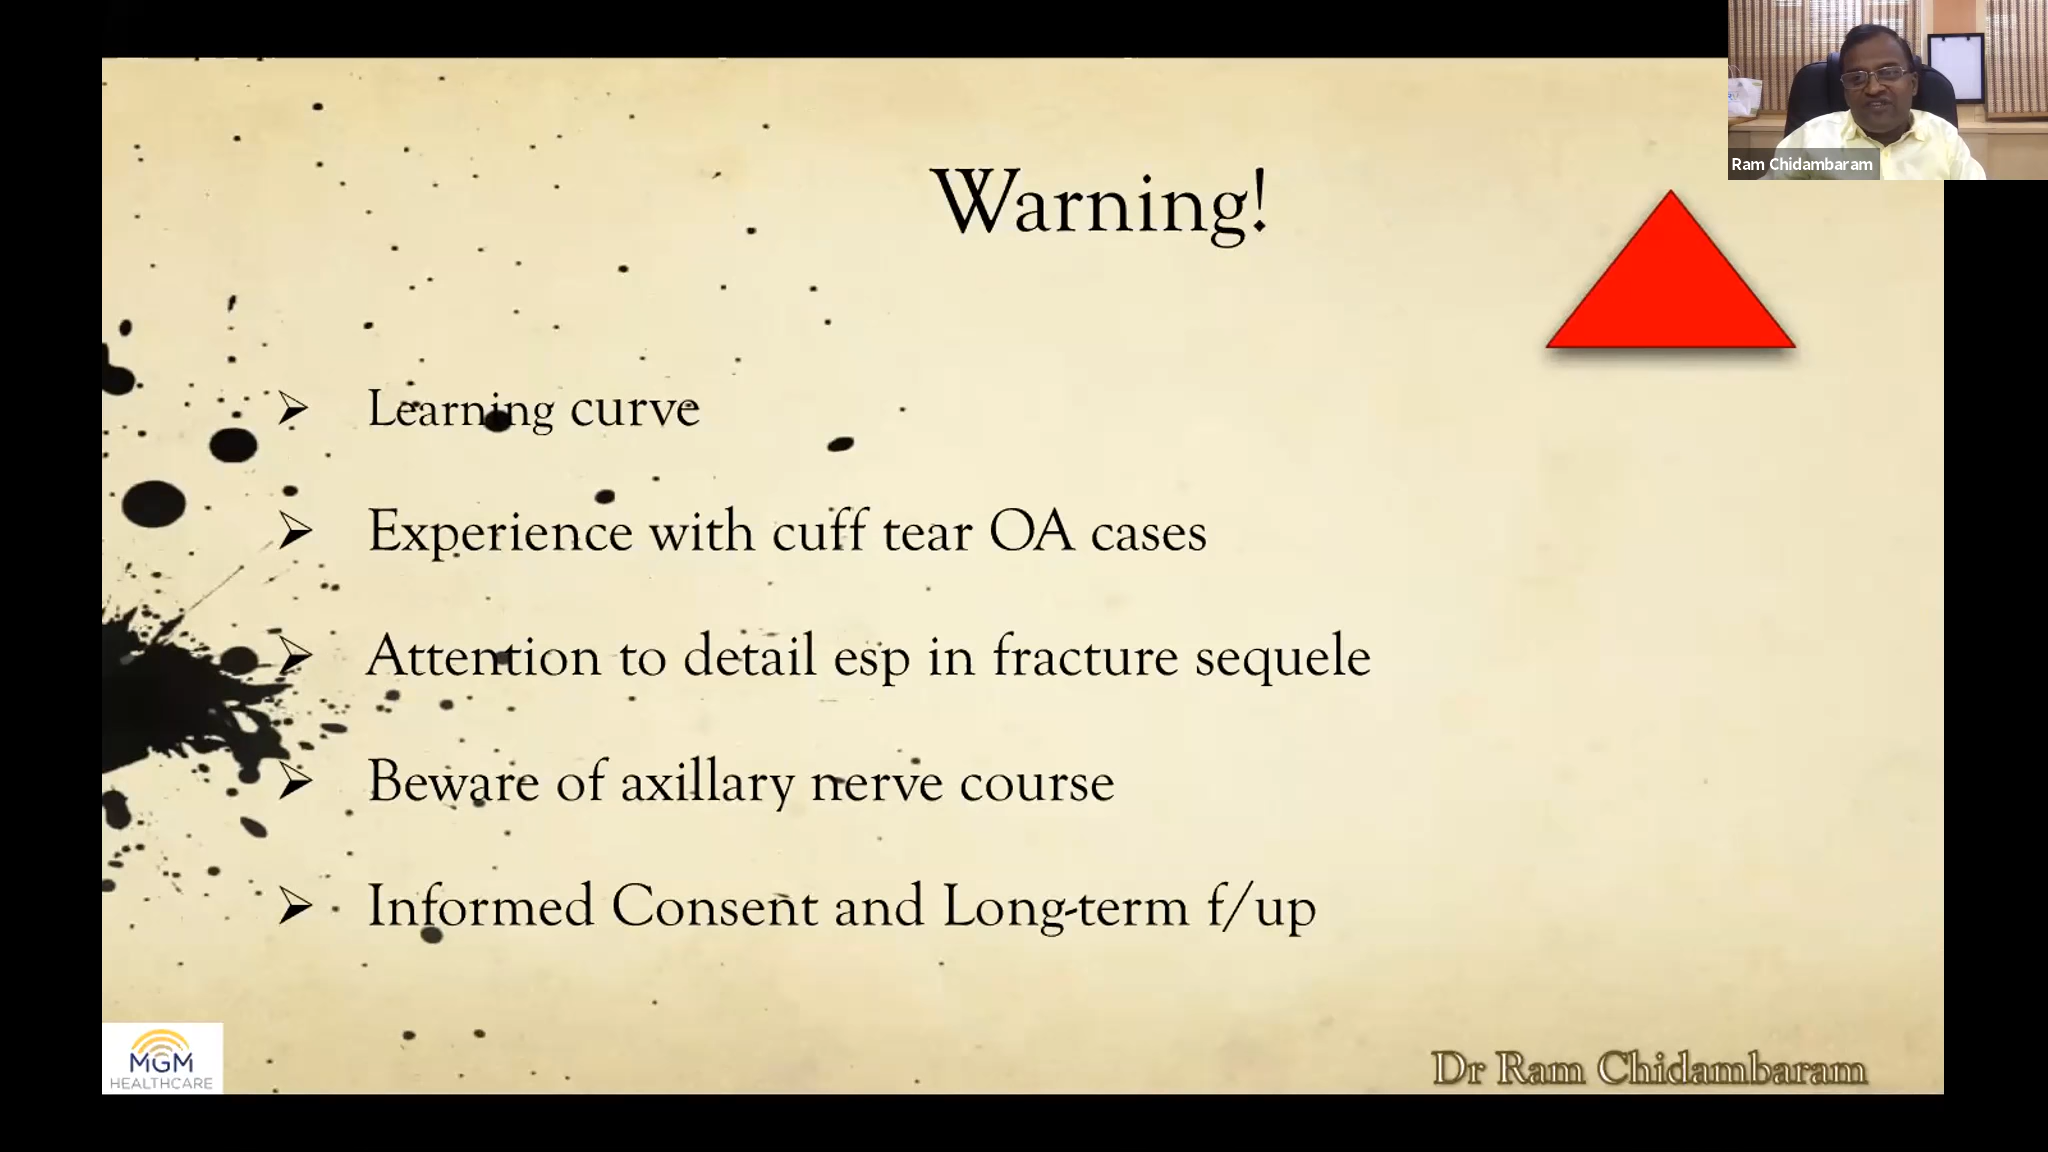 Ram Chidambaram
Warning!
➢ Learning curve
➢ Experience with cuff tear OA cases
➢ Attention to detail esp in fracture sequele
➢ Beware of axillary nerve course
➢ Informed Consent and Long-term f/up
MGM
HEALTHCARE
Dr Ram Chidambaram